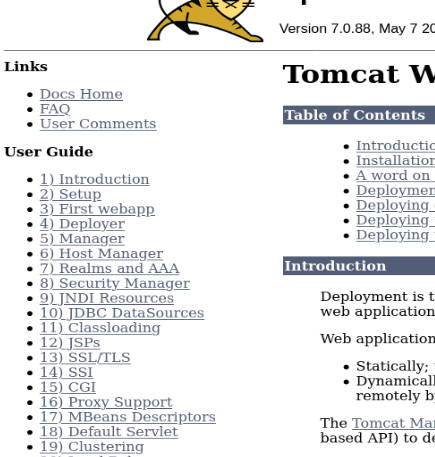 Version 7.0.88, May 7
Links
Docs Home
FAQ
User Comments
User Guide
1) Introduction
2) Setup
3) First webapp
4) Deployer
5) Manager
6) Host Manager
7) Realms and AAA
8) Security Manager
9) JNDI Resources
10) JDBC DataSources
11) Classloading
12) JSPs
13) SSL/TLS
14) SSI
15) CGI
16) Proxy Support
17) MBeans Descriptors
18) Default Servlet
19) Clustering
Tomcat W
Table of Contents
Introductio
Installation
A word on
Deploymen
Deploying
Deploying
Deploying
Introduction
Deployment is t
web application
Web application
Statically;
Dynamicall
remotely b
The Tomcat Ma
based API) to de